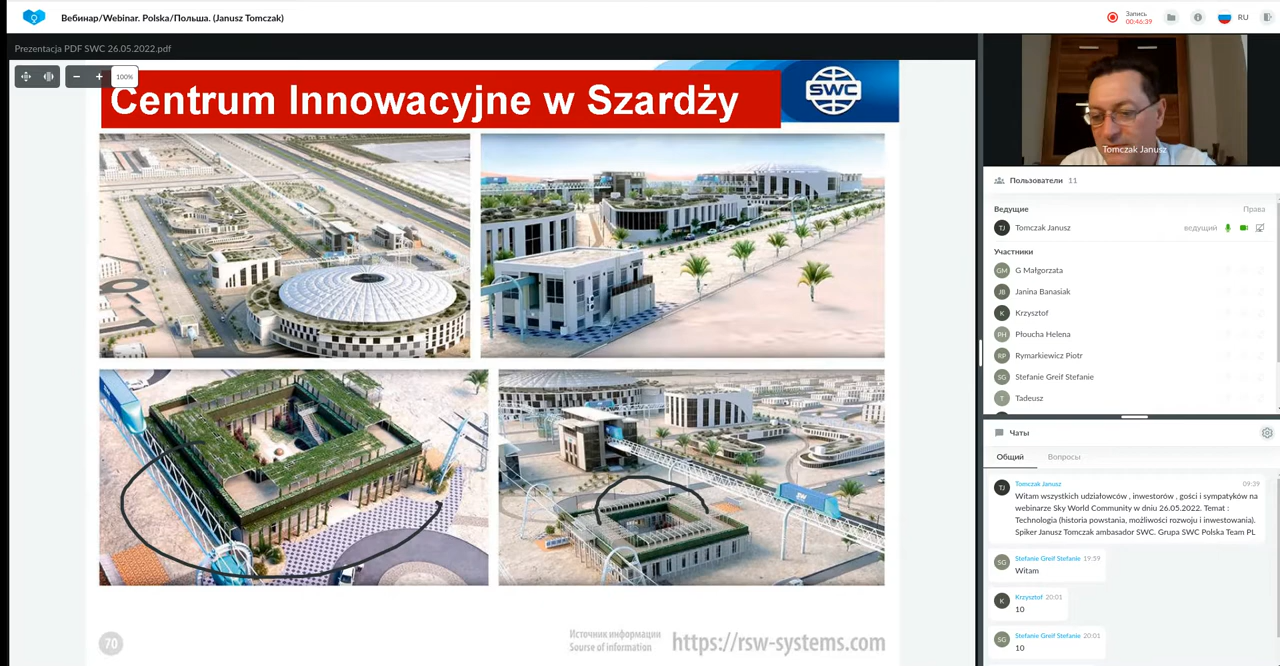 Вебинар/Webinar. Polska/Польша. (Janusz Tomczak)
Запись
00:46:39
RU
Prezentacja PDF SWC 26.05.2022.pdf
100%
Centrum Innowacyjne w Szardży
SWC
Tomczak Janusz
Пользователи 11
Ведущие
Права
TJ
Tomczak Janusz
ведущий
Участники
GM
G Małgorzata
JB
Janina Banasiak
K
Krzysztof
PH
Płoucha Helena
RP
Rymarkiewicz Piotr
SG
Stefanie Greif Stefanie
T
Tadeusz
Чаты
Общий
Вопросы
TJ
Tomczak Janusz 09:39
Witam wszystkich udziałowców , inwestorów , gości i sympatyków na
webinarze Sky World Community w dniu 26.05.2022. Temat :
Technologia (historia powstania, możliwości rozwoju i inwestowania).
Spiker Janusz Tomczak ambasador SWC. Grupa SWC Polska Team PL
SG
Stefanie Greif Stefanie 19:59
Witam
K
Krzysztof 20:01
10
SG
Stefanie Greif Stefanie 20:01
10
70
Источник информации
Sourse of information
https://rsw-systems.com